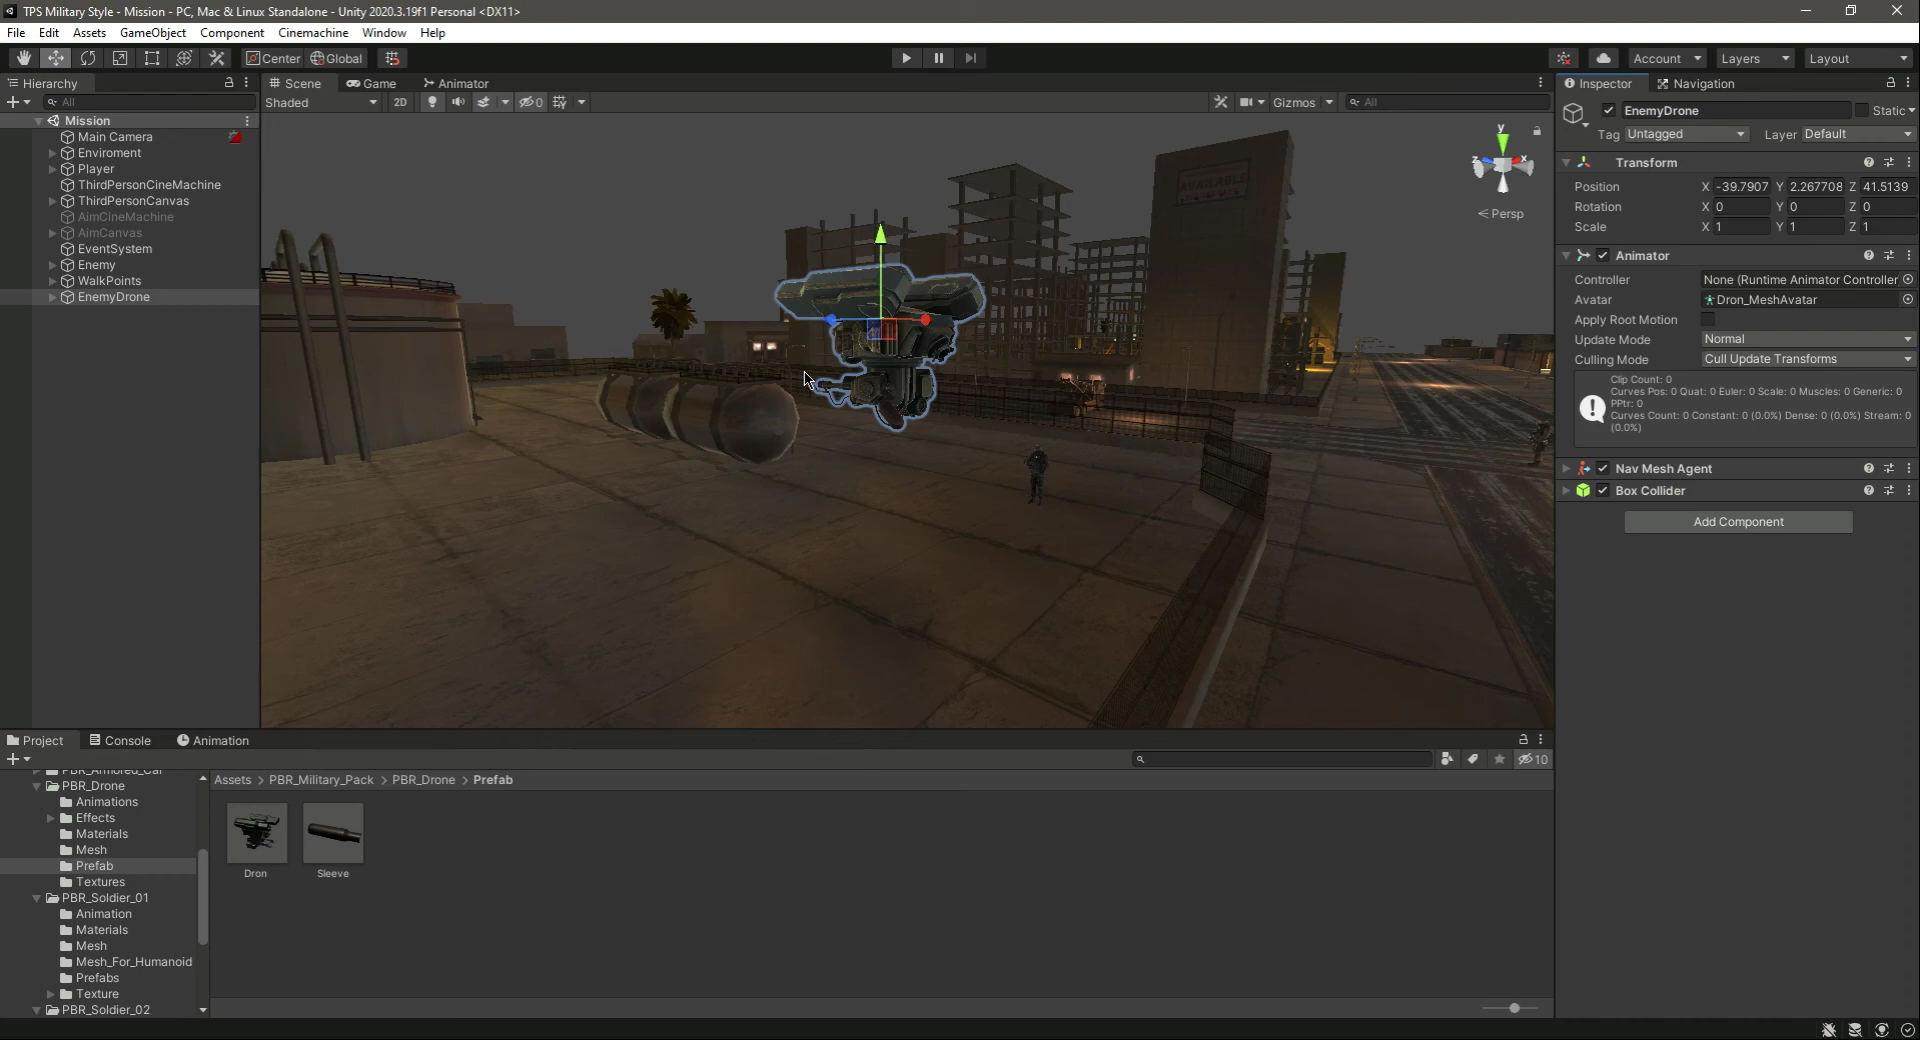 TPS Military Style - Mission - PC, Mac & Linux Standalone - Unity 2020.3.19f1 Personal <DX11>
File Edit Assets GameObject Component Cinemachine Window Help
Center Global Account Layers Layout
Hierarchy
All
Mission
Main Camera
Enviroment
Player
ThirdPersonCineMachine
ThirdPersonCanvas
AimCineMachine
AimCanvas
EventSystem
Enemy
WalkPoints
EnemyDrone
Scene Game Animator
Shaded 2D 0 Gizmos All
AVAILABLE
y
z x
Persp
Inspector Navigation
EnemyDrone Static
Tag Untagged Layer Default
Transform
Position X -39.7907 Y 2.267708 Z 41.5139
Rotation X 0 Y 0 Z 0
Scale X 1 Y 1 Z 1
Animator
Controller None (Runtime Animator Controller
Avatar Dron_MeshAvatar
Apply Root Motion
Update Mode Normal
Culling Mode Cull Update Transforms
Clip Count: 0
Curves Pos: 0 Quat: 0 Euler: 0 Scale: 0 Muscles: 0 Generic: 0
PPtr: 0
Curves Count: 0 Constant: 0 (0.0%) Dense: 0 (0.0%) Stream: 0
(0.0%)
Nav Mesh Agent
Box Collider
Add Component
Project Console Animation
10
PBR_Armored_Car
PBR_Drone
Animations
Effects
Materials
Mesh
Prefab
Textures
PBR_Soldier_01
Animation
Materials
Mesh
Mesh_For_Humanoid
Prefabs
Texture
PBR_Soldier_02
Assets > PBR_Military_Pack > PBR_Drone > Prefab
Dron Sleeve